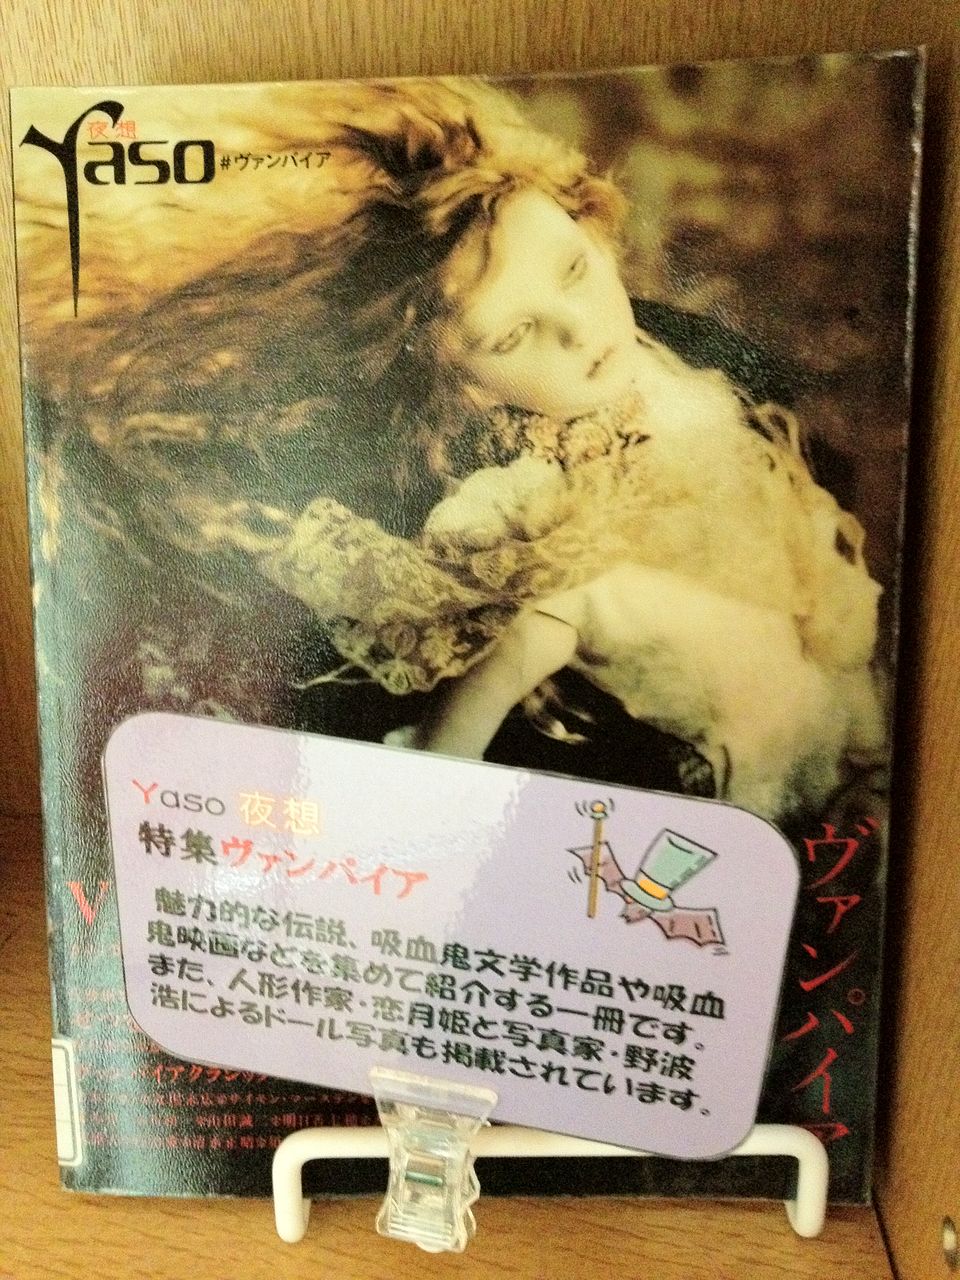 夜想
Yaso #ヴァンパイア
ヴァンパイア
Yaso 夜想
特集ヴァンパイア
魅力的な伝説、吸血鬼文学作品や吸血
鬼映画などを集めて紹介する一冊です。
また、人形作家・恋月姫と写真家・野波
浩によるドール写真も掲載されています。
V